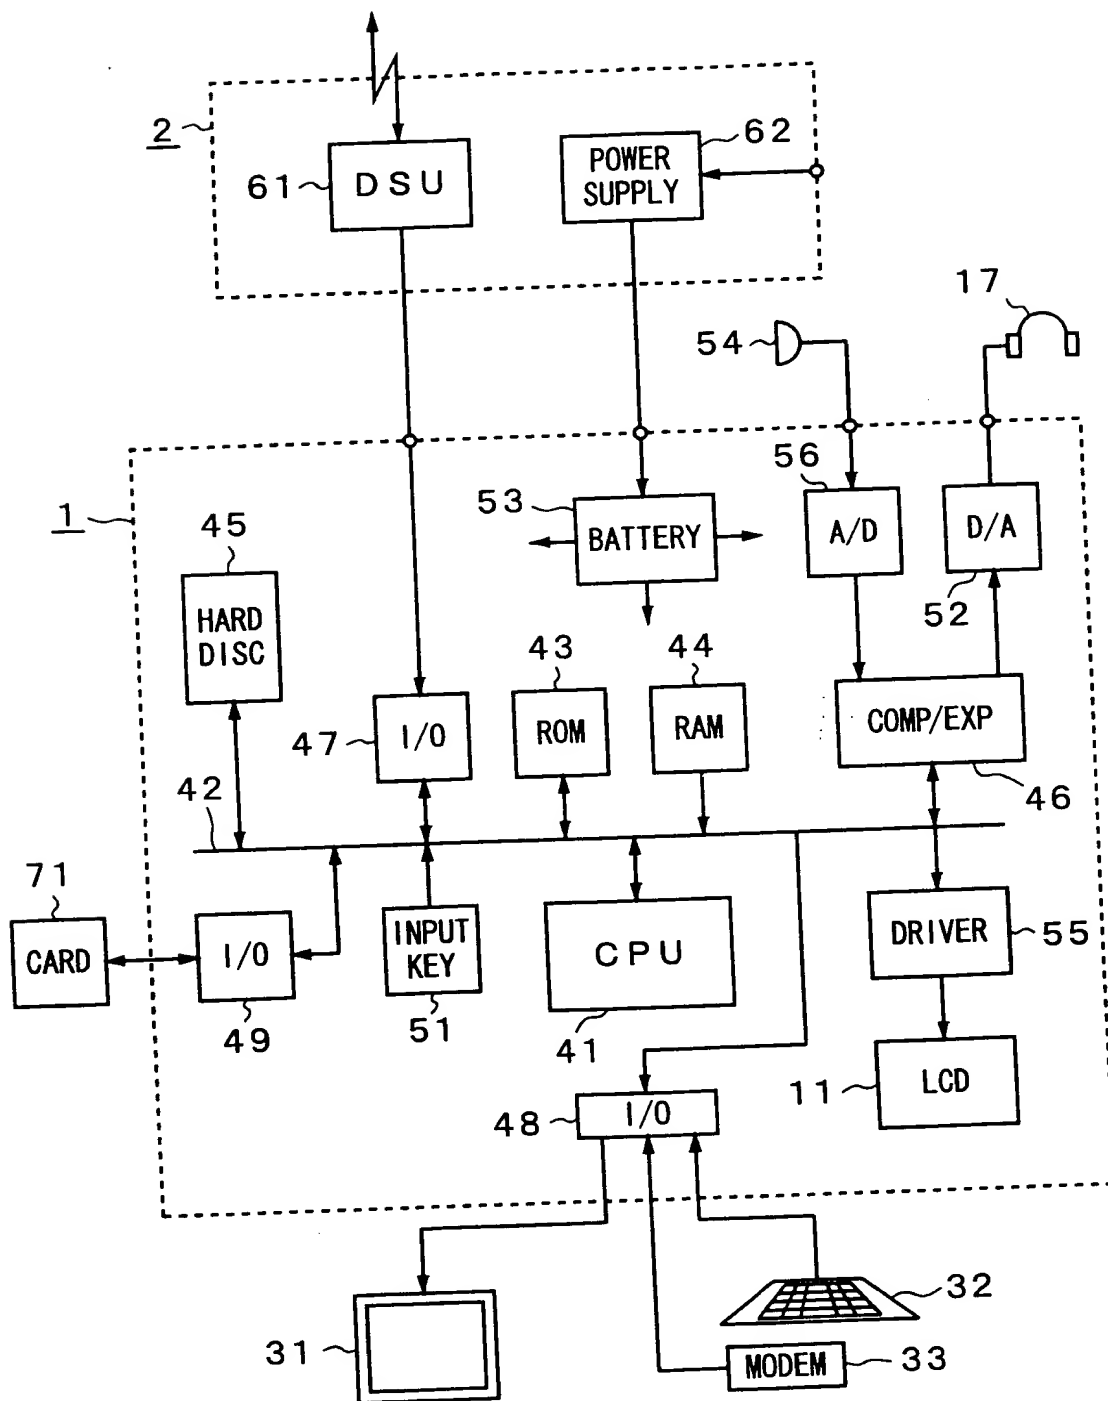 2
61
DSU
62
POWER
SUPPLY
17
54
1
45
HARD
DISC
53
BATTERY
56
A/D
D/A
52
47
I/O
43
ROM
44
RAM
COMP/EXP
46
42
71
CARD
I/O
49
INPUT
KEY
51
CPU
41
DRIVER
55
11
LCD
48
I/O
31
32
MODEM
33